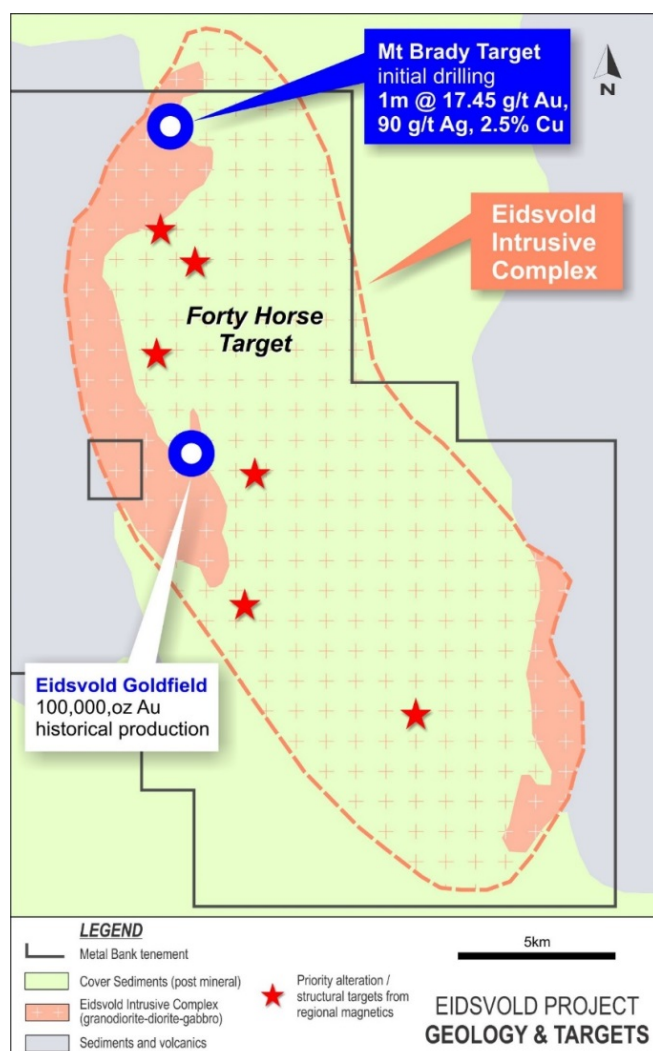 Mt Brady Target
initial drilling
1m @ 17.45 g/t Au,
90 g/t Ag, 2.5% Cu
N
Eidsvold
Intrusive
Complex
Forty Horse
Target
Eidsvold Goldfield
100,000,oz Au
historical production
LEGEND
Metal Bank tenement
Cover Sediments (post mineral)
Eidsvold Intrusive Complex
(granodiorite-diorite-gabbro)
Sediments and volcanics
Priority alteration /
structural targets from
regional magnetics
5km
EIDSVOLD PROJECT
GEOLOGY & TARGETS